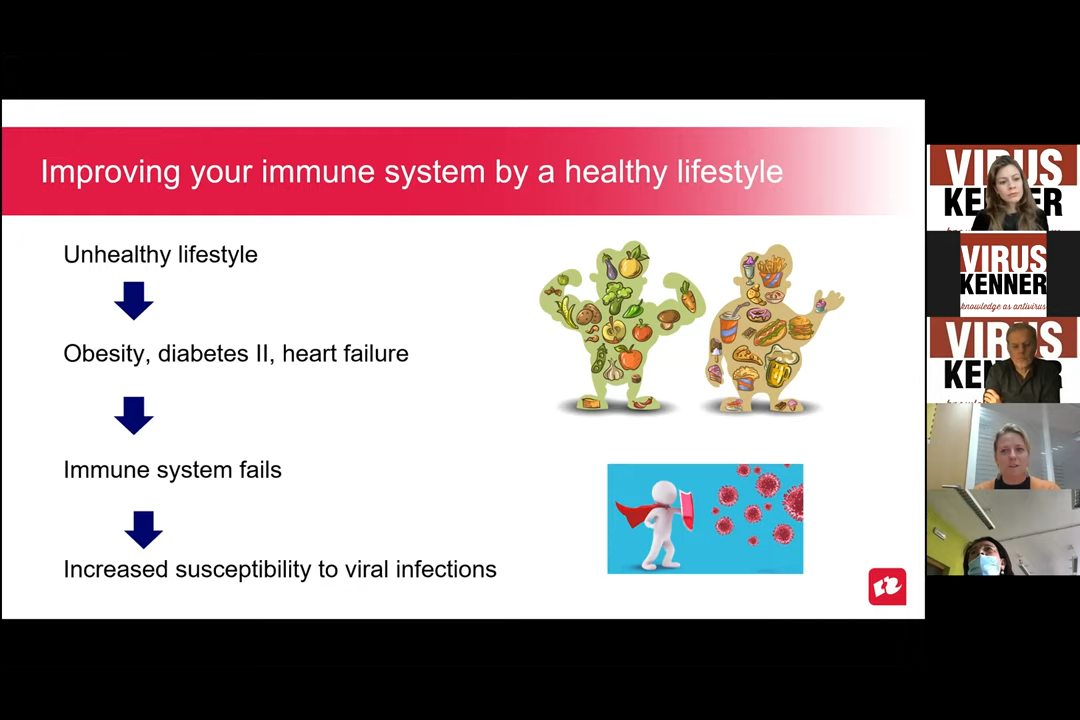 Improving your immune system by a healthy lifestyle
Unhealthy lifestyle
Obesity, diabetes II, heart failure
Immune system fails
Increased susceptibility to viral infections
VIRUS
KENNER
VIRUS
KENNER
knowledge as antivirus
VIRUS